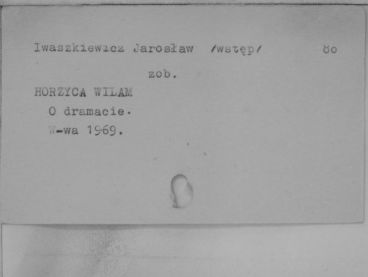 Iwaszkiewicz Jarosław /wstęp/ 80
zob.
HORZYCA WILAM
O dramacie.
W-wa 1969.